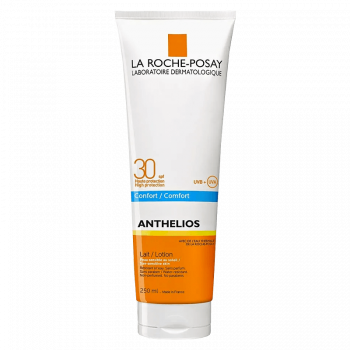 LA ROCHE-POSAY
LABORATOIRE DERMATOLOGIQUE
30 spf
Haute protection
High protection
UVB + UVA
Confort / Comfort
ANTHELIOS
Lait / Lotion
250 ml